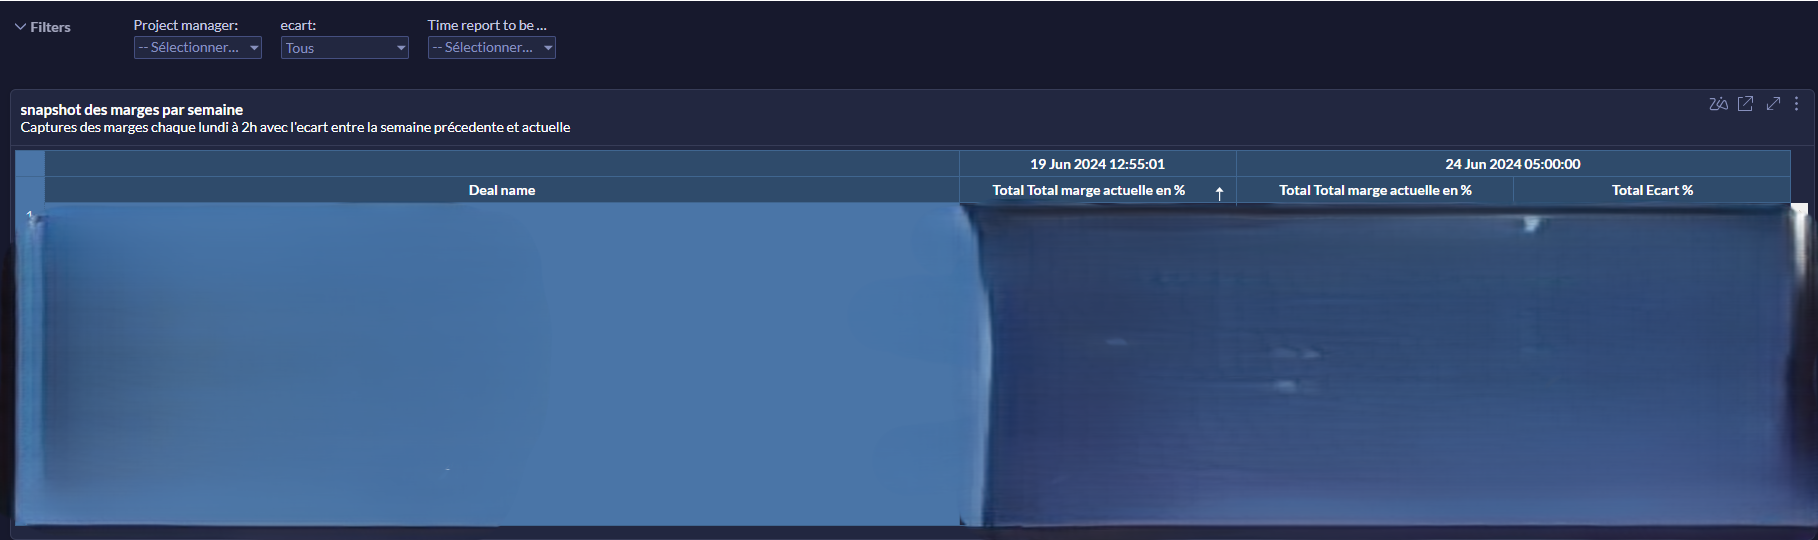 Filters
Project manager: ecart: Time report to be ...
-- Sélectionner... Tous -- Sélectionner...
snapshot des marges par semaine
Captures des marges chaque lundi à 2h avec l'ecart entre la semaine précedente et actuelle
19 Jun 2024 12:55:01 24 Jun 2024 05:00:00
Deal name Total Total marge actuelle en % Total Total marge actuelle en % Total Ecart %
1